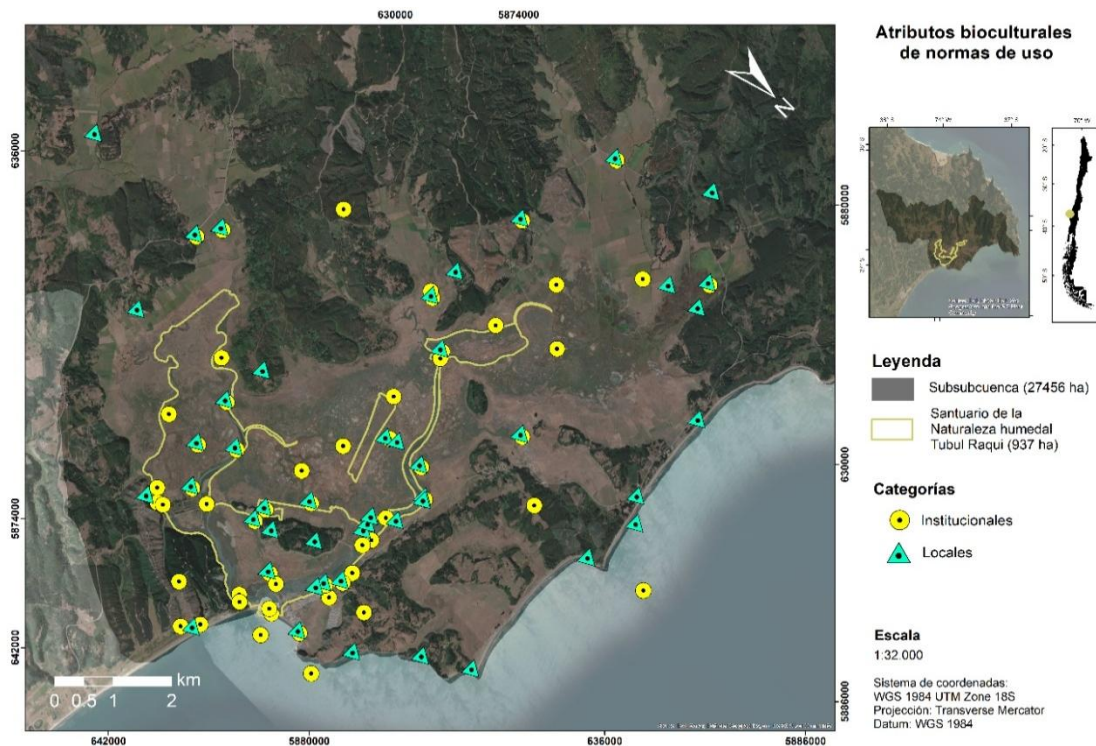 630000
5874000
636000
5880000
630000
5874000
642000
5336000
642000
5880000
636000
5886000
N
km
0 0.5 1 2
Atributos bioculturales
de normas de uso
Leyenda
Subsubcuenca (27456 ha)
Santuario de la
Naturaleza humedal
Tubul Raqui (937 ha)
Categorías
Institucionales
Locales
Escala
1:32.000
Sistema de coordenadas:
WGS 1984 UTM Zone 18S
Projección: Transverse Mercator
Datum: WGS 1984